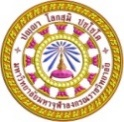 ปญฺญา โลกสฺมิ ปชฺโชโต
มหาวิทยาลัยมหาจุฬาลงกรณราชวิทยาลัย